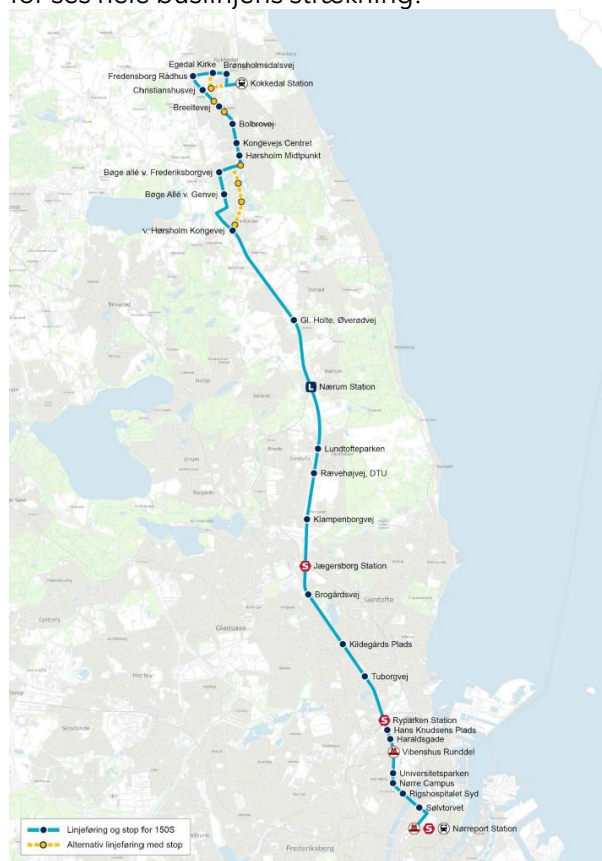 for ses hele buslinjens strækning.
Egedal Kirke
Brønsholmsdalsvej
Fredensborg Rådhus
Kokkedal Station
Christianshusvej
Breeltevej
Bolbrovej
Kongevejs Centret
Hørsholm Midtpunkt
Bøge allé v. Frederiksborgvej
Bøge Allé v. Genvej
v. Hørsholm Kongevej
Gl. Holte, Øverødvej
L Nærum Station
Lundtofteparken
Rævehøjvej, DTU
Klampenborgvej
S Jægersborg Station
Brogårdsvej
Gentofte
Gladsaxe
Kildegårds Plads
Tuborgvej
S Ryparken Station
Hans Knudsens Plads
Haraldsgade
M Vibenshus Runddel
Universitetsparken
Nørre Campus
Rigshospitalet Syd
Sølvtorvet
M S Nørreport Station
Linjeføring og stop for 150S
Alternativ linjeføring med stop
Frederiksberg